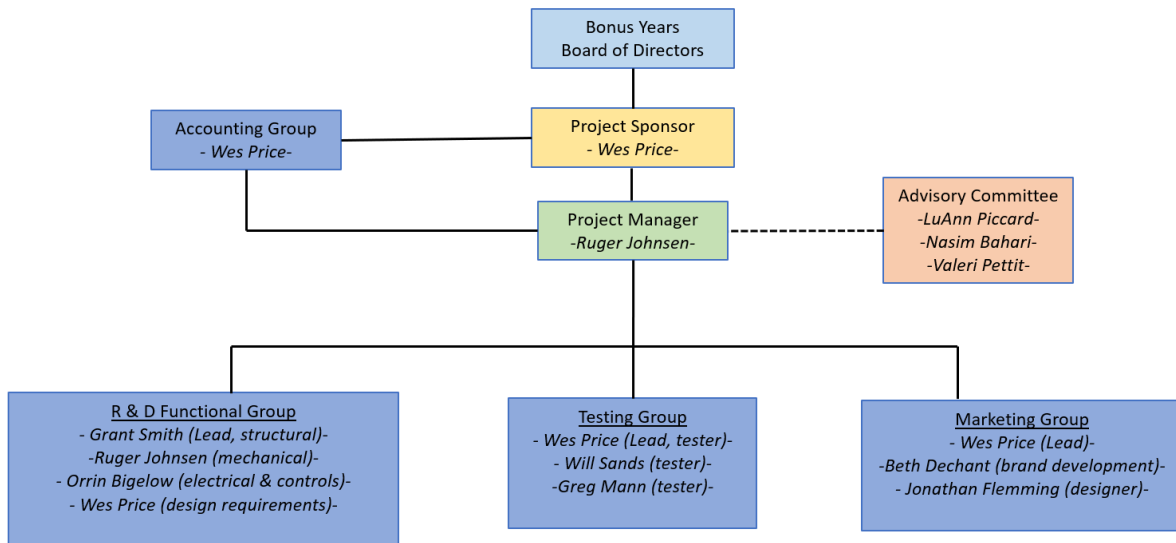 Bonus Years
Board of Directors
Accounting Group
- Wes Price-
Project Sponsor
- Wes Price-
Project Manager
-Ruger Johnsen-
Advisory Committee
-LuAnn Piccard-
-Nasim Bahari-
-Valeri Pettit-
R & D Functional Group
- Grant Smith (Lead, structural)-
-Ruger Johnsen (mechanical)-
- Orrin Bigelow (electrical & controls)-
- Wes Price (design requirements)-
Testing Group
- Wes Price (Lead, tester)-
- Will Sands (tester)-
-Greg Mann (tester)-
Marketing Group
- Wes Price (Lead)-
-Beth Dechant (brand development)-
- Jonathan Flemming (designer)-